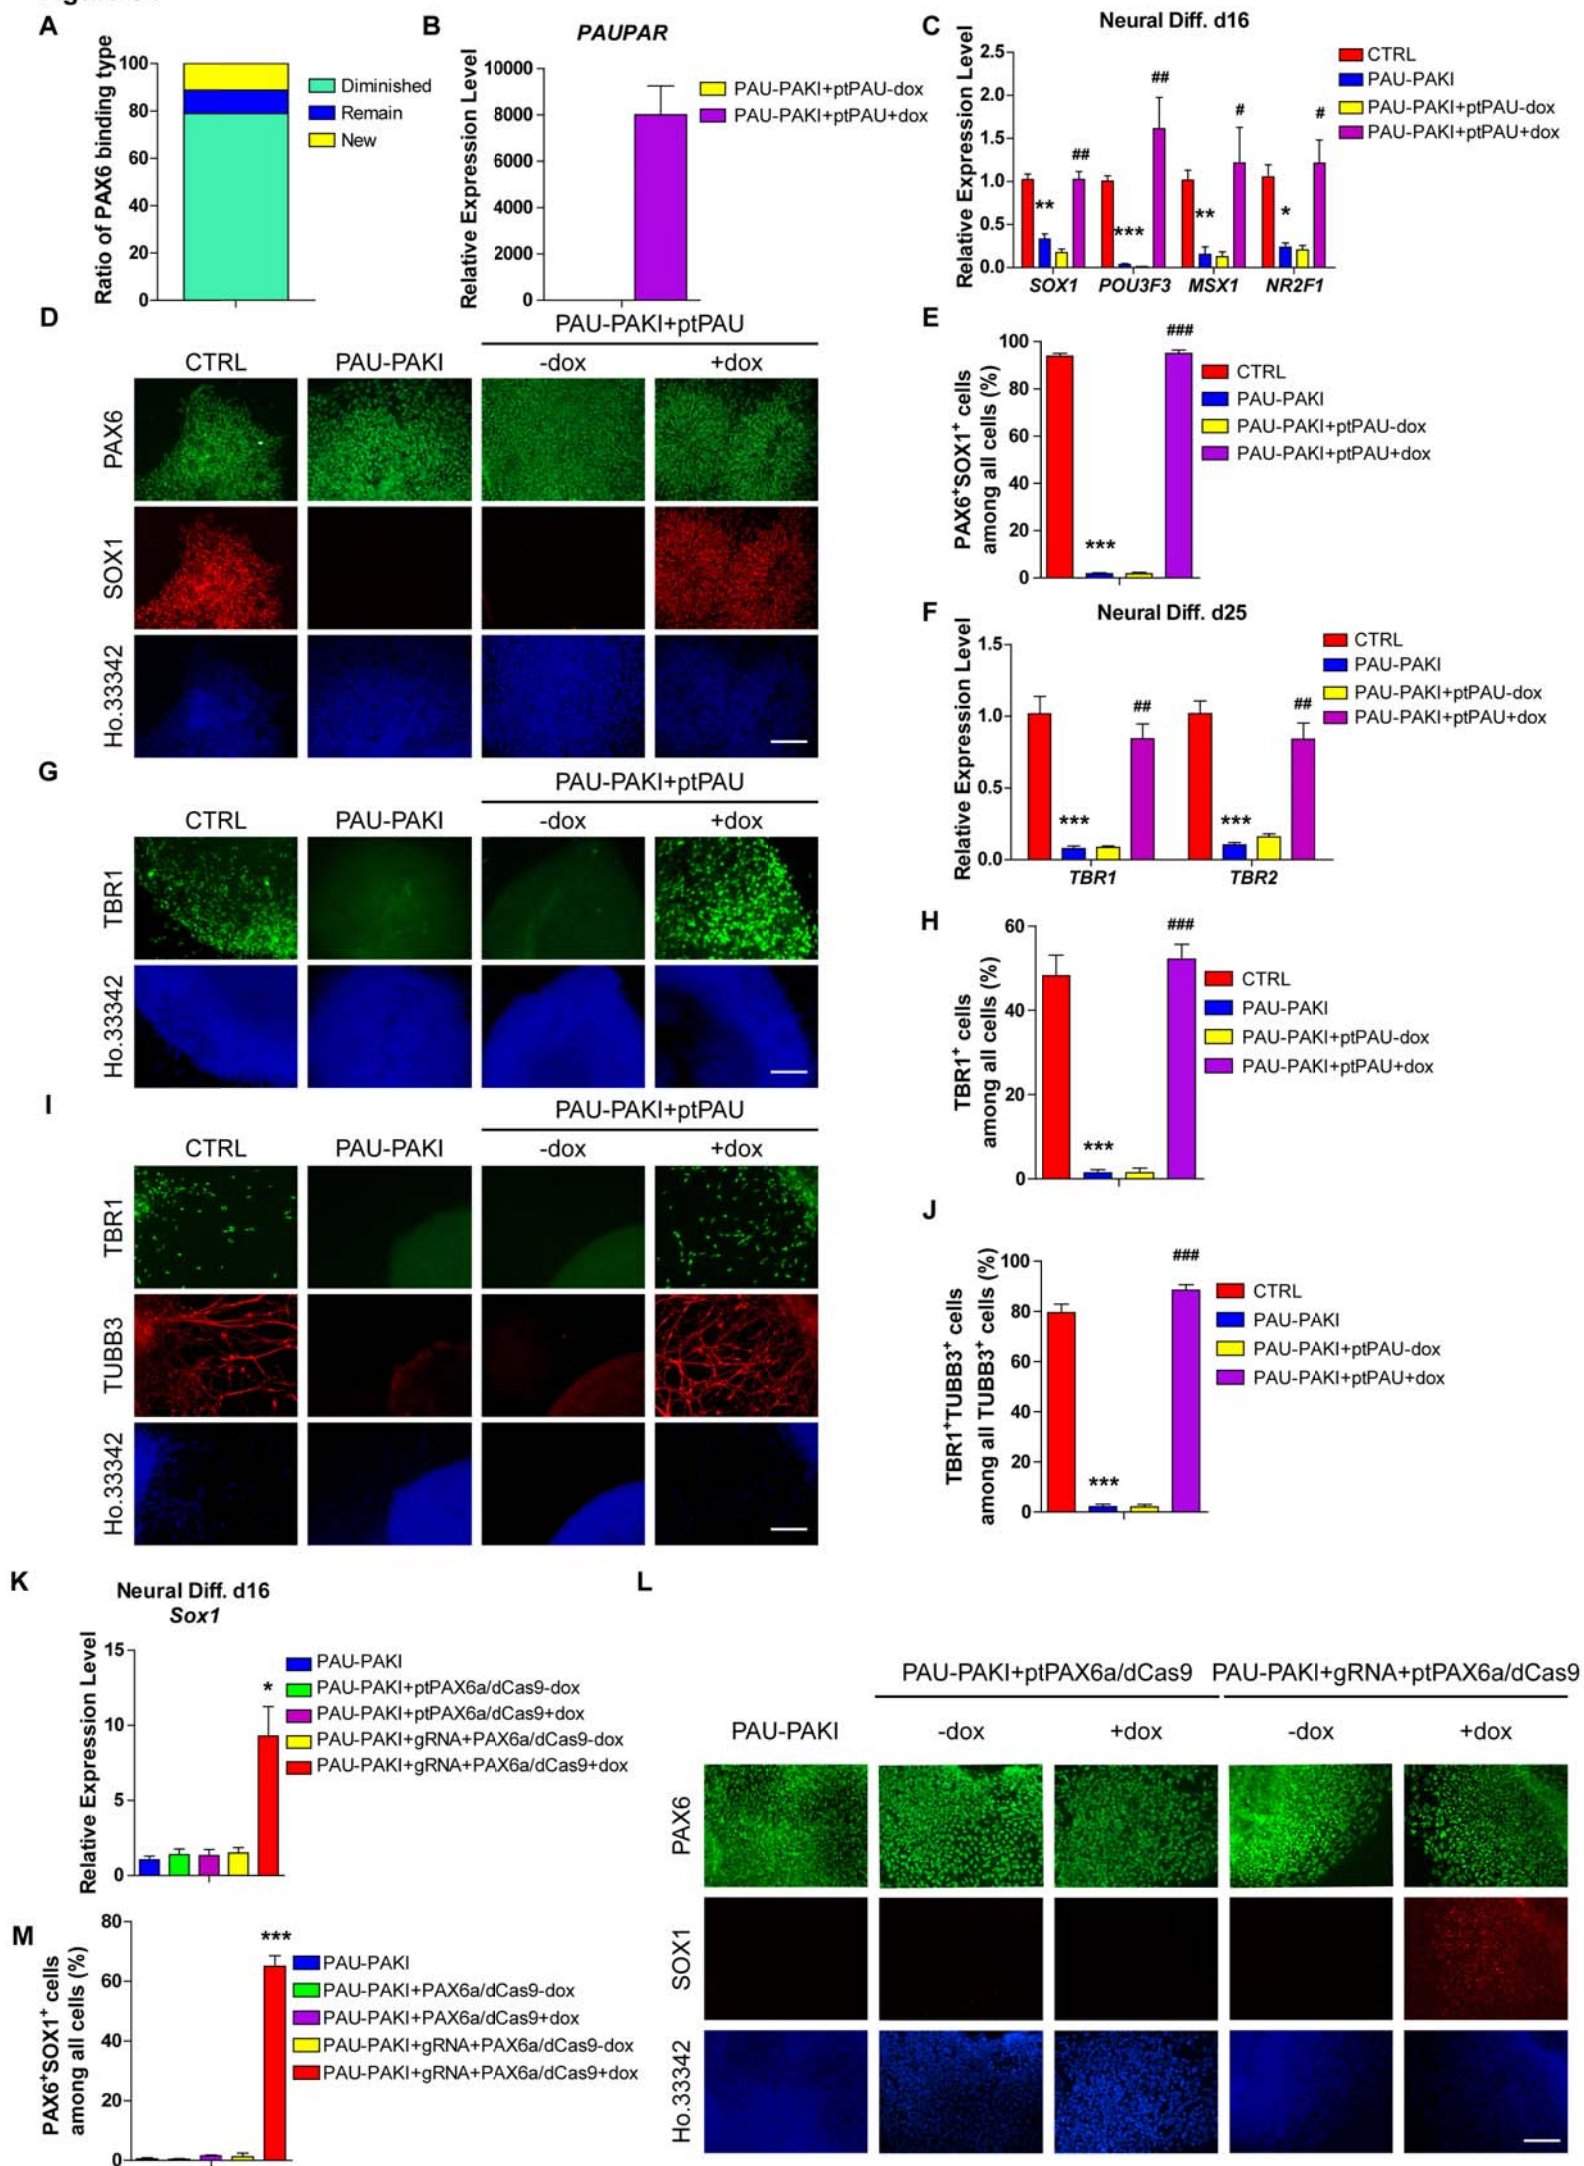 A
Ratio of PAX6 binding type
100
80
60
40
20
0
Diminished
Remain
New
B
PAUPAR
Relative Expression Level
10000
8000
6000
4000
2000
0
PAU-PAKI+ptPAU-dox
PAU-PAKI+ptPAU+dox
C
Neural Diff. d16
Relative Expression Level
2.5
2.0
1.5
1.0
0.5
0.0
** ## *** ## ** # * #
SOX1 POU3F3 MSX1 NR2F1
CTRL
PAU-PAKI
PAU-PAKI+ptPAU-dox
PAU-PAKI+ptPAU+dox
D
PAU-PAKI+ptPAU
CTRL PAU-PAKI -dox +dox
PAX6
SOX1
Ho.33342
E
PAX6+SOX1+ cells
among all cells (%)
100
80
60
40
20
0
*** ###
CTRL
PAU-PAKI
PAU-PAKI+ptPAU-dox
PAU-PAKI+ptPAU+dox
F
Neural Diff. d25
Relative Expression Level
1.5
1.0
0.5
0.0
*** ## *** ##
TBR1 TBR2
CTRL
PAU-PAKI
PAU-PAKI+ptPAU-dox
PAU-PAKI+ptPAU+dox
G
PAU-PAKI+ptPAU
CTRL PAU-PAKI -dox +dox
TBR1
Ho.33342
H
TBR1+ cells
among all cells (%)
60
40
20
0
*** ###
CTRL
PAU-PAKI
PAU-PAKI+ptPAU-dox
PAU-PAKI+ptPAU+dox
I
PAU-PAKI+ptPAU
CTRL PAU-PAKI -dox +dox
TBR1
TUBB3
Ho.33342
J
TBR1+TUBB3+ cells
among all TUBB3+ cells (%)
100
80
60
40
20
0
*** ###
CTRL
PAU-PAKI
PAU-PAKI+ptPAU-dox
PAU-PAKI+ptPAU+dox
K
Neural Diff. d16
Sox1
Relative Expression Level
15
10
5
0
*
PAU-PAKI
PAU-PAKI+ptPAX6a/dCas9-dox
PAU-PAKI+ptPAX6a/dCas9+dox
PAU-PAKI+gRNA+PAX6a/dCas9-dox
PAU-PAKI+gRNA+PAX6a/dCas9+dox
L
PAU-PAKI+ptPAX6a/dCas9 PAU-PAKI+gRNA+ptPAX6a/dCas9
PAU-PAKI -dox +dox -dox +dox
PAX6
SOX1
Ho.33342
M
PAX6+SOX1+ cells
among all cells (%)
80
60
40
20
0
***
PAU-PAKI
PAU-PAKI+PAX6a/dCas9-dox
PAU-PAKI+PAX6a/dCas9+dox
PAU-PAKI+gRNA+PAX6a/dCas9-dox
PAU-PAKI+gRNA+PAX6a/dCas9+dox